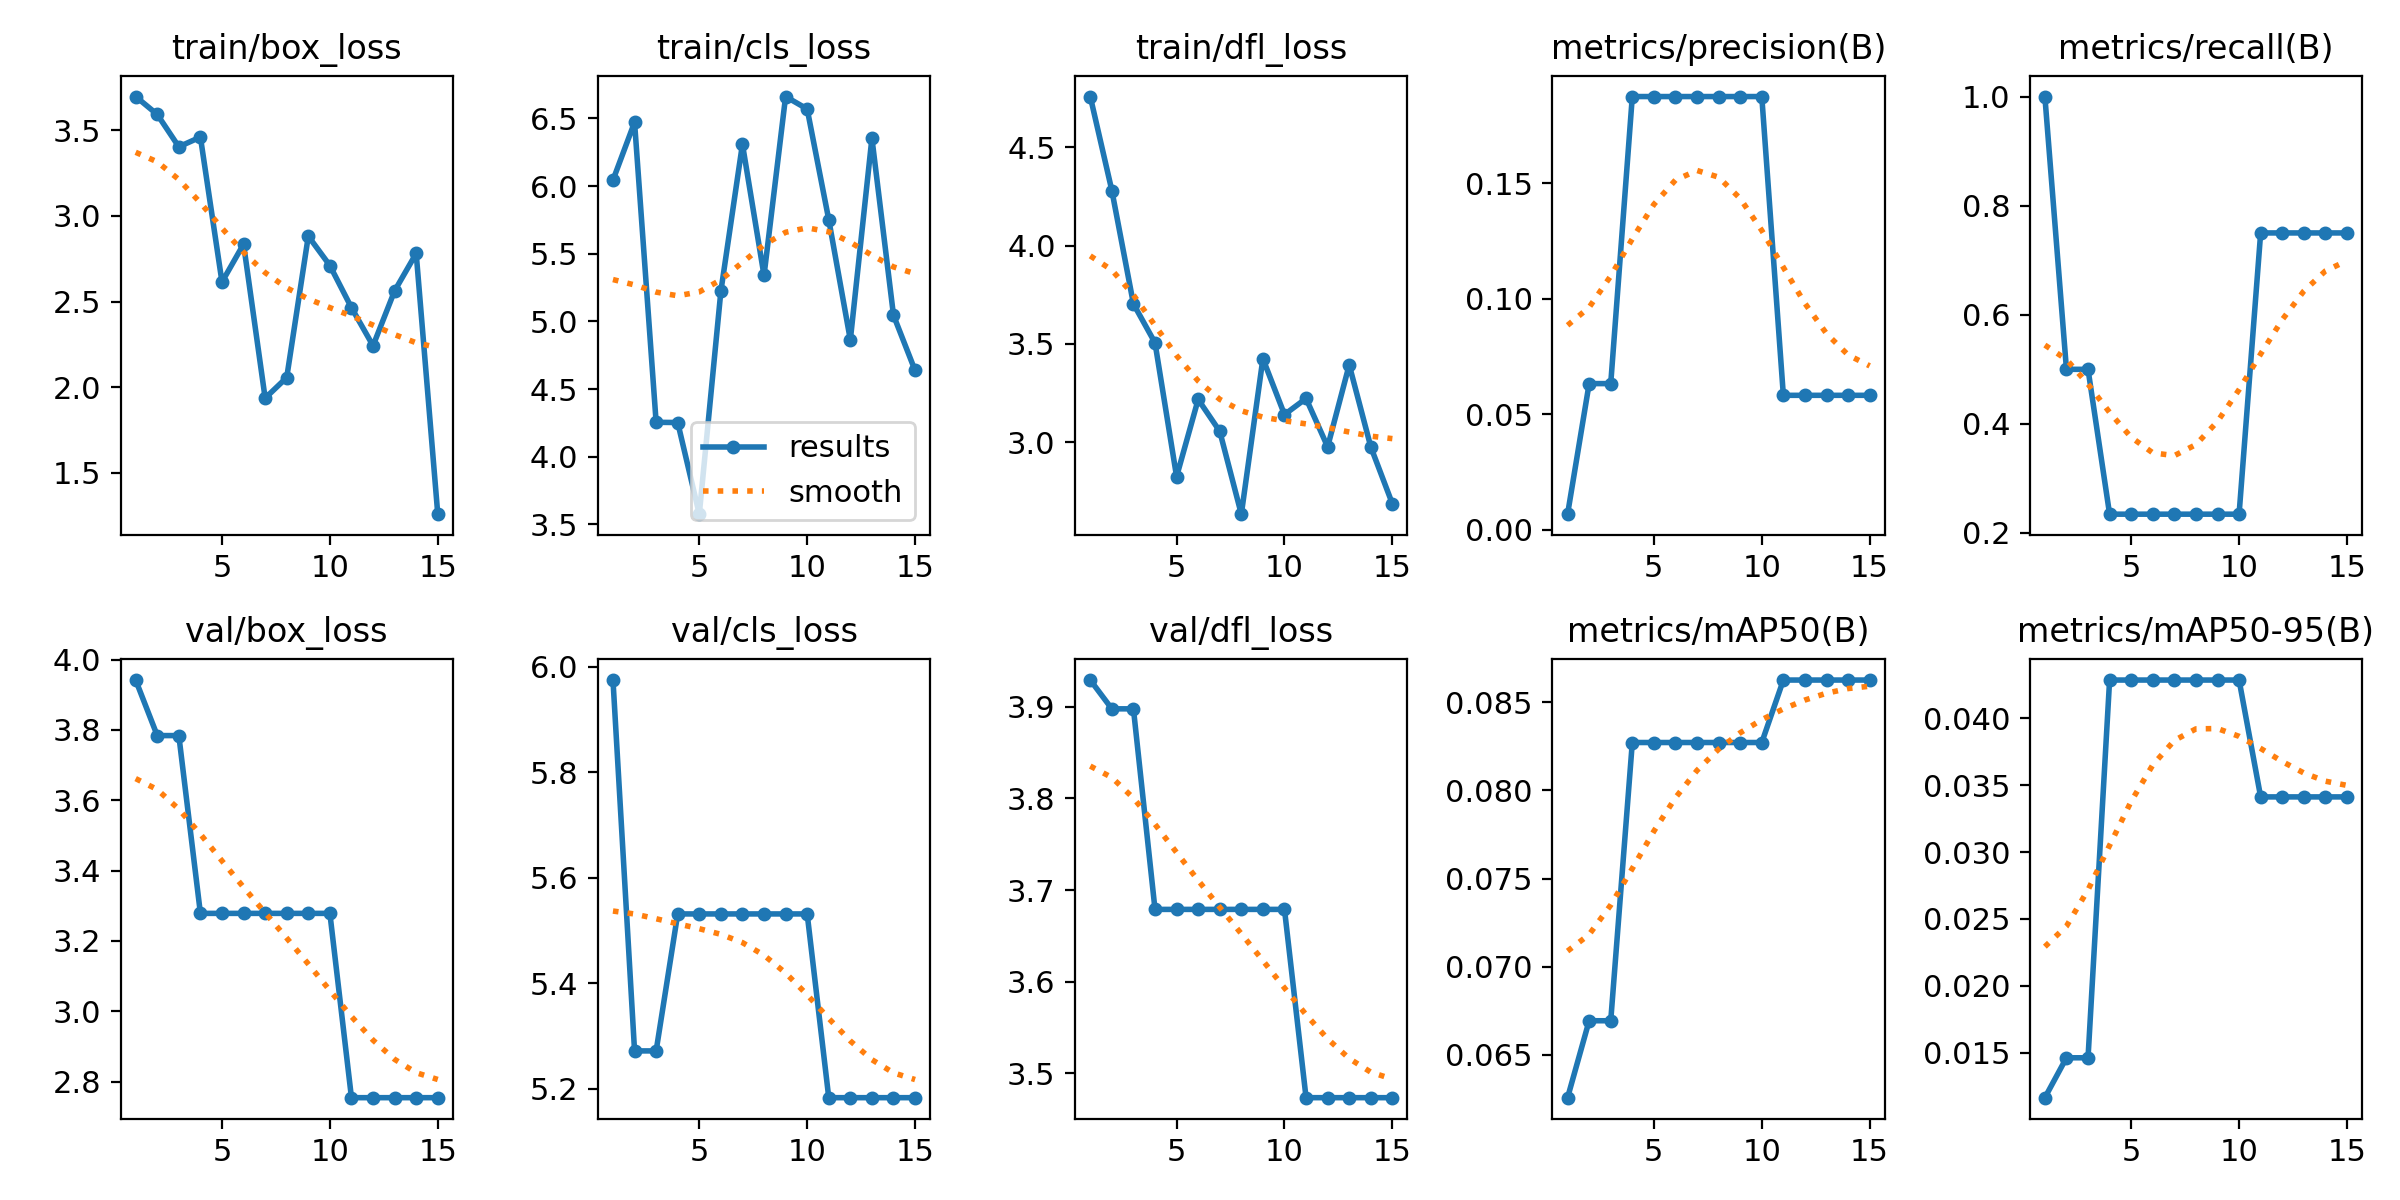 train/box_loss
3.5
3.0
2.5
2.0
1.5
5 10 15
train/cls_loss
6.5
6.0
5.5
5.0
4.5
4.0
3.5
results
smooth
5 10 15
train/dfl_loss
4.5
4.0
3.5
3.0
5 10 15
metrics/precision(B)
0.15
0.10
0.05
0.00
5 10 15
metrics/recall(B)
1.0
0.8
0.6
0.4
0.2
5 10 15
val/box_loss
4.0
3.8
3.6
3.4
3.2
3.0
2.8
5 10 15
val/cls_loss
6.0
5.8
5.6
5.4
5.2
5 10 15
val/dfl_loss
3.9
3.8
3.7
3.6
3.5
5 10 15
metrics/mAP50(B)
0.085
0.080
0.075
0.070
0.065
5 10 15
metrics/mAP50-95(B)
0.040
0.035
0.030
0.025
0.020
0.015
5 10 15